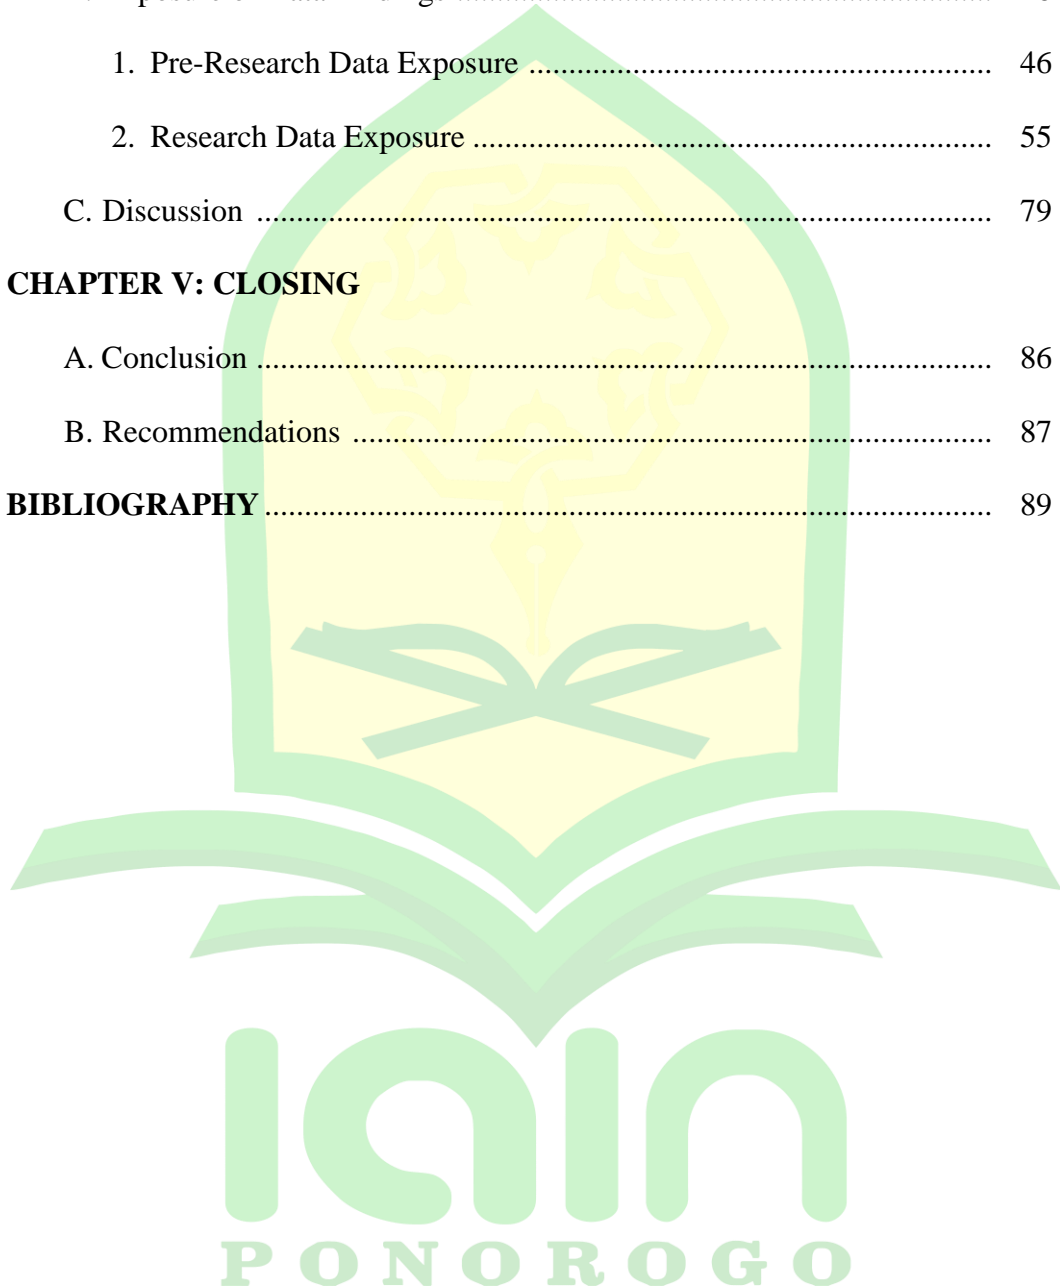 1. Pre-Research Data Exposure ........................................................ 46
2. Research Data Exposure ............................................................... 55
C. Discussion ......................................................................................... 79
CHAPTER V: CLOSING
A. Conclusion ......................................................................................... 86
B. Recommendations ............................................................................. 87
BIBLIOGRAPHY ........................................................................................ 89
IAIN
PONOROGO